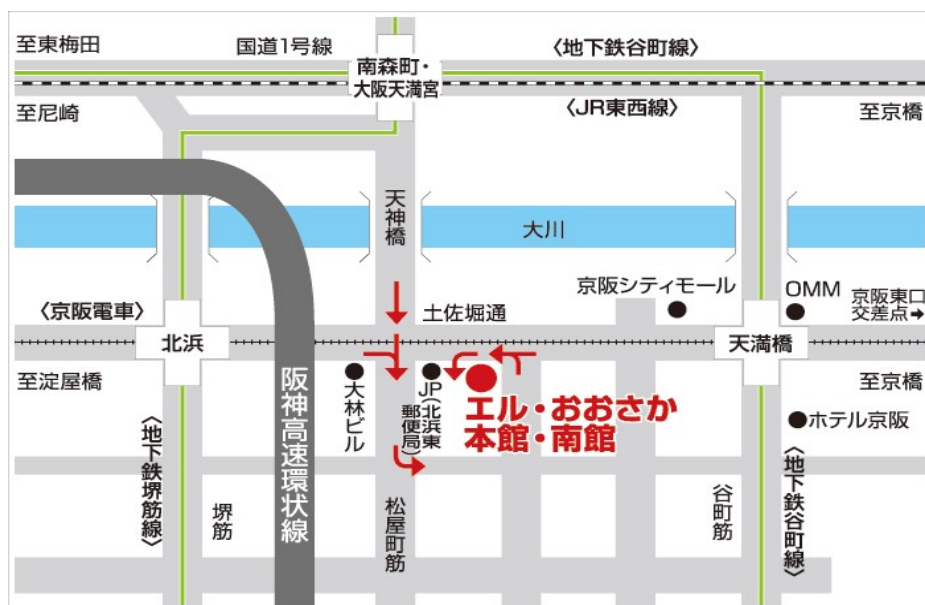 至東梅田
国道1号線
〈地下鉄谷町線〉
南森町・
大阪天満宮
至尼崎
〈JR東西線〉
至京橋
天神橋
大川
京阪シティモール
OMM
京阪東口
交差点➡
〈京阪電車〉
土佐堀通
北浜
天満橋
至淀屋橋
至京橋
大林ビル
JP(北浜東
郵便局)
エル・おおさか
本館・南館
ホテル京阪
阪神高速環状線
〈地下鉄堺筋線〉
堺筋
松屋町筋
谷町筋
〈地下鉄谷町線〉